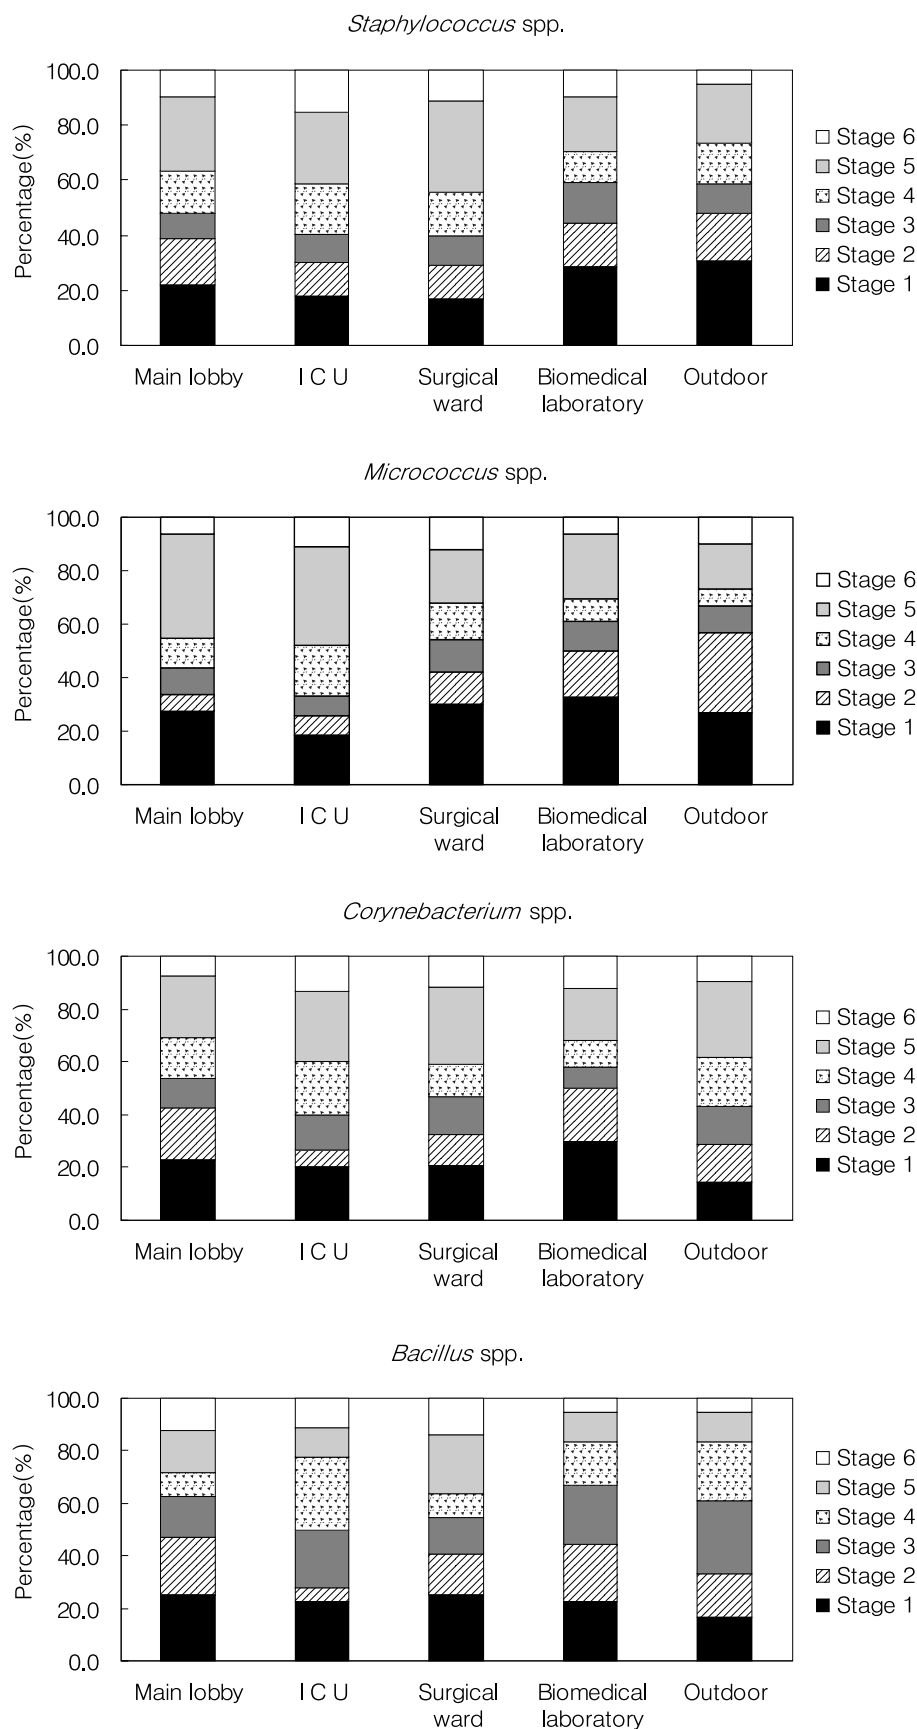 Staphylococcus spp.
100.0
80.0
60.0
40.0
20.0
0.0
Percentage(%)
Main lobby
I C U
Surgical
ward
Biomedical
laboratory
Outdoor
Stage 6
Stage 5
Stage 4
Stage 3
Stage 2
Stage 1
Micrococcus spp.
100.0
80.0
60.0
40.0
20.0
0.0
Percentage(%)
Main lobby
I C U
Surgical
ward
Biomedical
laboratory
Outdoor
Stage 6
Stage 5
Stage 4
Stage 3
Stage 2
Stage 1
Corynebacterium spp.
100.0
80.0
60.0
40.0
20.0
0.0
Percentage(%)
Main lobby
I C U
Surgical
ward
Biomedical
laboratory
Outdoor
Stage 6
Stage 5
Stage 4
Stage 3
Stage 2
Stage 1
Bacillus spp.
100.0
80.0
60.0
40.0
20.0
0.0
Percentage(%)
Main lobby
I C U
Surgical
ward
Biomedical
laboratory
Outdoor
Stage 6
Stage 5
Stage 4
Stage 3
Stage 2
Stage 1